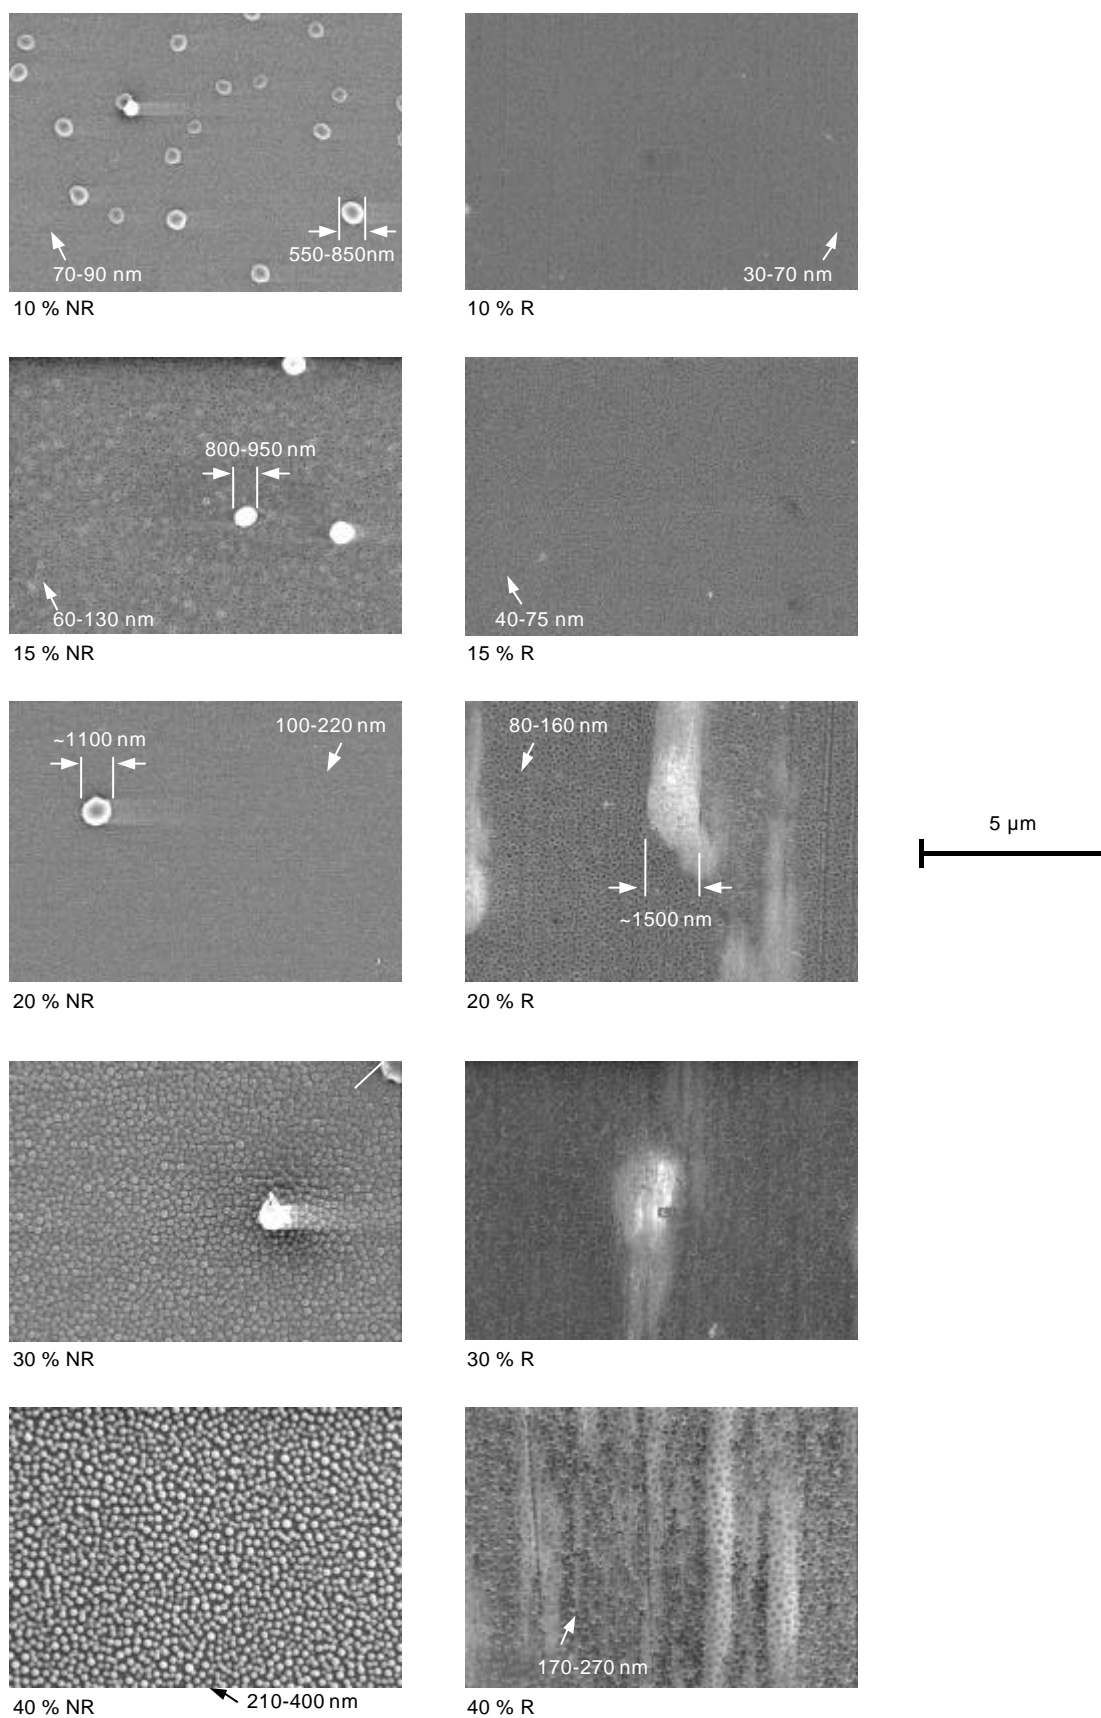 550-850nm
70-90 nm
30-70 nm
10 % NR
10 % R
800-950 nm
60-130 nm
40-75 nm
15 % NR
15 % R
~1100 nm
100-220 nm
80-160 nm
~1500 nm
5 µm
20 % NR
20 % R
30 % NR
30 % R
170-270 nm
210-400 nm
40 % NR
40 % R